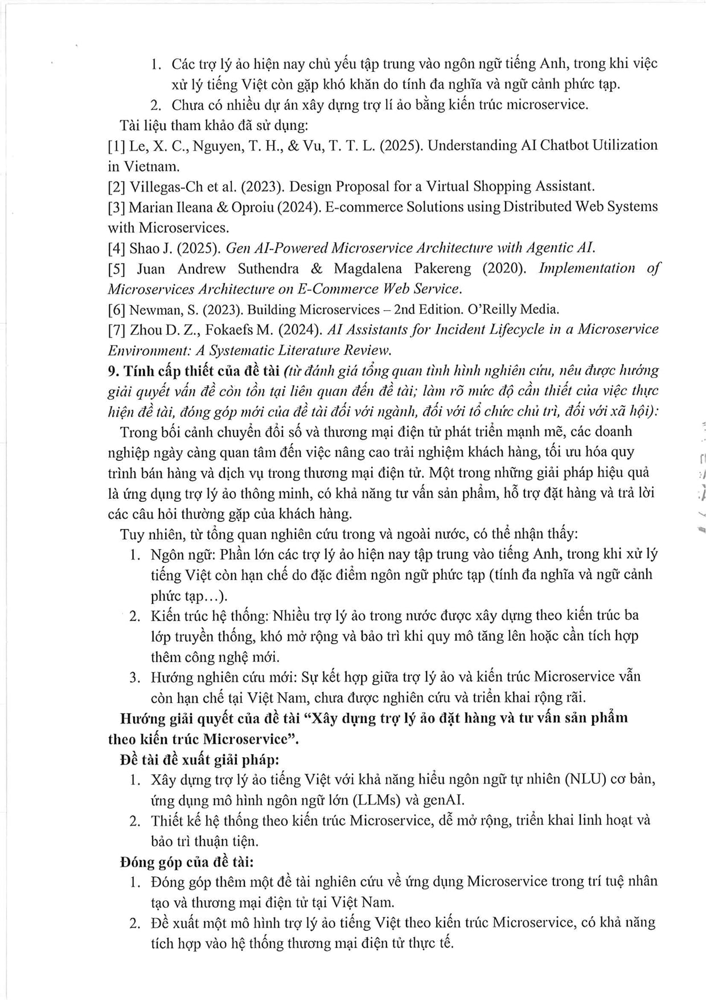 1. Các trợ lý ảo hiện nay chủ yếu tập trung vào ngôn ngữ tiếng Anh, trong khi việc
xử lý tiếng Việt còn gặp khó khăn do tính đa nghĩa và ngữ cảnh phức tạp.
2. Chưa có nhiều dự án xây dựng trợ lí ảo bằng kiến trúc microservice.
Tài liệu tham khảo đã sử dụng:
[1] Le, X. C., Nguyen, T. H., & Vu, T. T. L. (2025). Understanding AI Chatbot Utilization
in Vietnam.
[2] Villegas-Ch et al. (2023). Design Proposal for a Virtual Shopping Assistant.
[3] Marian Ileana & Oproiu (2024). E-commerce Solutions using Distributed Web Systems
with Microservices.
[4] Shao J. (2025). Gen AI-Powered Microservice Architecture with Agentic AI.
[5] Juan Andrew Suthendra & Magdalena Pakereng (2020). Implementation of
Microservices Architecture on E-Commerce Web Service.
[6] Newman, S. (2023). Building Microservices – 2nd Edition. O’Reilly Media.
[7] Zhou D. Z., Fokaefs M. (2024). AI Assistants for Incident Lifecycle in a Microservice
Environment: A Systematic Literature Review.
9. Tính cấp thiết của đề tài (từ đánh giá tổng quan tình hình nghiên cứu, nêu được hướng
giải quyết vấn đề còn tồn tại liên quan đến đề tài; làm rõ mức độ cần thiết của việc thực
hiện đề tài, đóng góp mới của đề tài đối với ngành, đối với tổ chức chủ trì, đối với xã hội):
Trong bối cảnh chuyển đổi số và thương mại điện tử phát triển mạnh mẽ, các doanh
nghiệp ngày càng quan tâm đến việc nâng cao trải nghiệm khách hàng, tối ưu hóa quy
trình bán hàng và dịch vụ trong thương mại điện tử. Một trong những giải pháp hiệu quả
là ứng dụng trợ lý ảo thông minh, có khả năng tư vấn sản phẩm, hỗ trợ đặt hàng và trả lời
các câu hỏi thường gặp của khách hàng.
Tuy nhiên, từ tổng quan nghiên cứu trong và ngoài nước, có thể nhận thấy:
1. Ngôn ngữ: Phần lớn các trợ lý ảo hiện nay tập trung vào tiếng Anh, trong khi xử lý
tiếng Việt còn hạn chế do đặc điểm ngôn ngữ phức tạp (tính đa nghĩa và ngữ cảnh
phức tạp…).
2. Kiến trúc hệ thống: Nhiều trợ lý ảo trong nước được xây dựng theo kiến trúc ba
lớp truyền thống, khó mở rộng và bảo trì khi quy mô tăng lên hoặc cần tích hợp
thêm công nghệ mới.
3. Hướng nghiên cứu mới: Sự kết hợp giữa trợ lý ảo và kiến trúc Microservice vẫn
còn hạn chế tại Việt Nam, chưa được nghiên cứu và triển khai rộng rãi.
Hướng giải quyết của đề tài “Xây dựng trợ lý ảo đặt hàng và tư vấn sản phẩm
theo kiến trúc Microservice”.
Đề tài đề xuất giải pháp:
1. Xây dựng trợ lý ảo tiếng Việt với khả năng hiểu ngôn ngữ tự nhiên (NLU) cơ bản,
ứng dụng mô hình ngôn ngữ lớn (LLMs) và genAI.
2. Thiết kế hệ thống theo kiến trúc Microservice, dễ mở rộng, triển khai linh hoạt và
bảo trì thuận tiện.
Đóng góp của đề tài:
1. Đóng góp thêm một đề tài nghiên cứu về ứng dụng Microservice trong trí tuệ nhân
tạo và thương mại điện tử tại Việt Nam.
2. Đề xuất một mô hình trợ lý ảo tiếng Việt theo kiến trúc Microservice, có khả năng
tích hợp vào hệ thống thương mại điện tử thực tế.